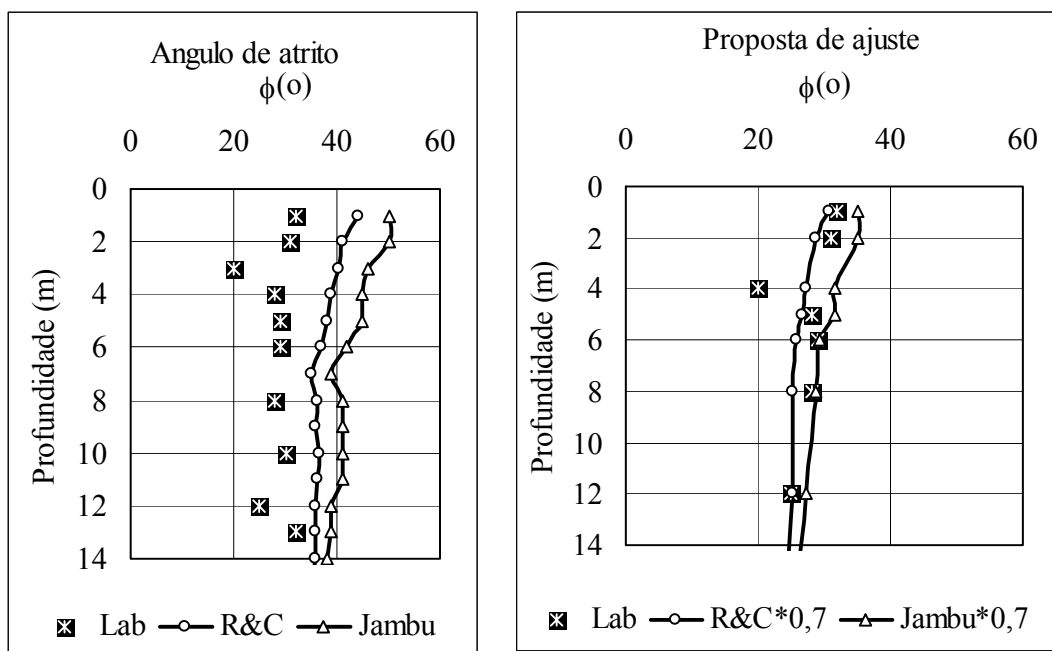 Angulo de atrito
ϕ(o)
0 20 40 60
0
2
4
6
8
10
12
14
Profundidade (m)
Lab R&C Jambu
Proposta de ajuste
ϕ(o)
0 20 40 60
0
2
4
6
8
10
12
14
Profundidade (m)
Lab R&C*0,7 Jambu*0,7